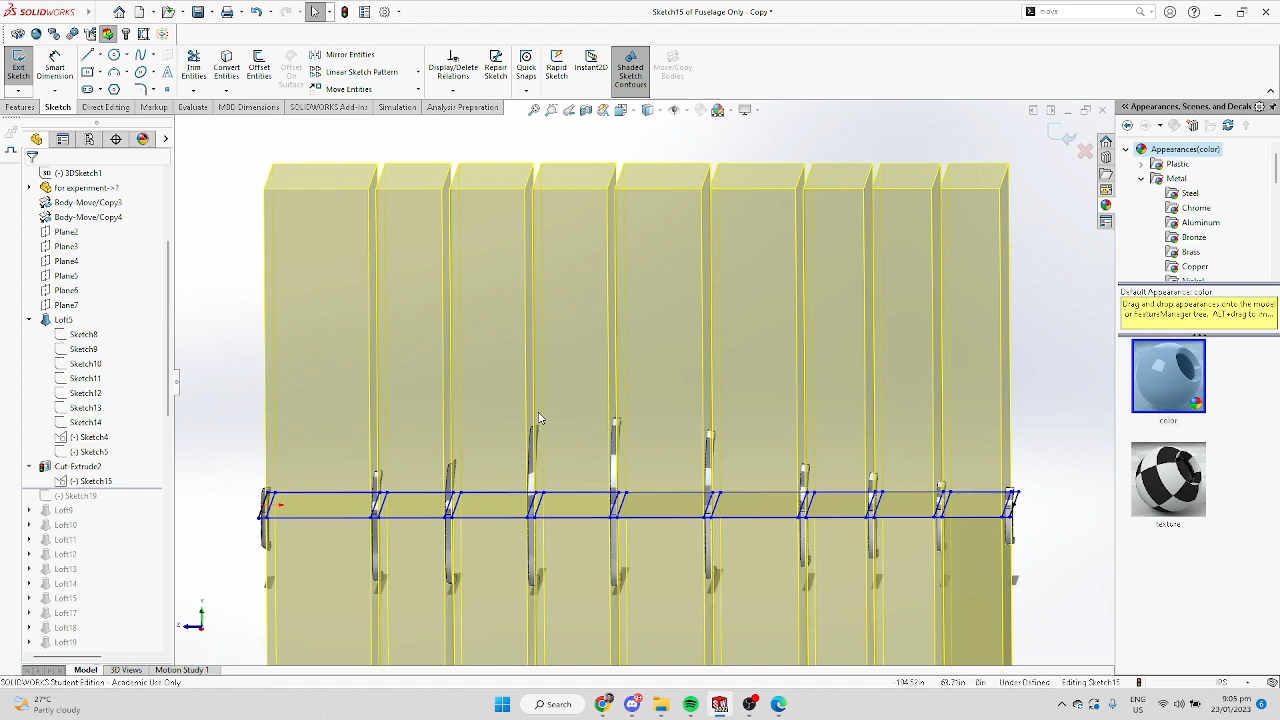 SOLIDWORKS
Sketch15 of Fuselage Only - Copy *
move
Exit Sketch
Smart Dimension
Trim Entities
Convert Entities
Offset Entities
Offset On Surface
Mirror Entities
Linear Sketch Pattern
Move Entities
Display/Delete Relations
Repair Sketch
Quick Snaps
Rapid Sketch
Instant2D
Shaded Sketch Contours
Move/Copy Bodies
Features
Sketch
Direct Editing
Markup
Evaluate
MBD Dimensions
SOLIDWORKS Add-Ins
Simulation
Analysis Preparation
(-) 3DSketch1
for experiment->?
Body-Move/Copy3
Body-Move/Copy4
Plane2
Plane3
Plane4
Plane5
Plane6
Plane7
Loft5
Sketch8
Sketch9
Sketch10
Sketch11
Sketch12
Sketch13
Sketch14
(-) Sketch4
(-) Sketch5
Cut-Extrude2
(-) Sketch15
(-) Sketch19
Loft9
Loft10
Loft11
Loft12
Loft13
Loft14
Loft15
Loft17
Loft18
Loft19
Y
Z
Appearances, Scenes, and Decals
Appearances(color)
Plastic
Metal
Steel
Chrome
Aluminum
Bronze
Brass
Copper
Nickel
Default Appearance: color
Drag and drop appearances onto the model
or FeatureManager tree. ALT+drag to im...
color
texture
Model
3D Views
Motion Study 1
SOLIDWORKS Student Edition - Academic Use Only
-194.52in
63.71in
0in
Under Defined
Editing Sketch15
IPS
27°C
Partly cloudy
Search
ENG
US
9:05 pm
23/01/2023